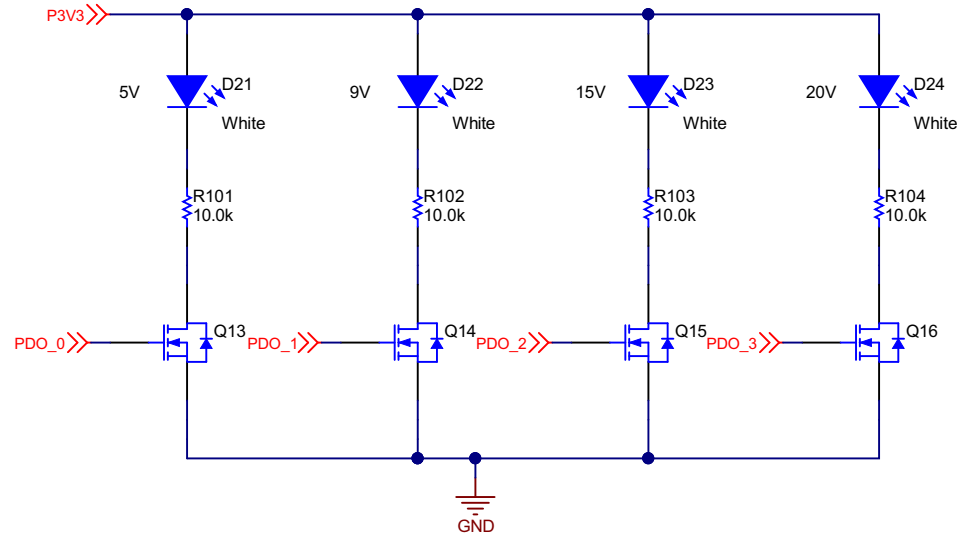 P3V3
5V
D21
White
9V
D22
White
15V
D23
White
20V
D24
White
R101
10.0k
R102
10.0k
R103
10.0k
R104
10.0k
PDO_0
Q13
PDO_1
Q14
PDO_2
Q15
PDO_3
Q16
GND